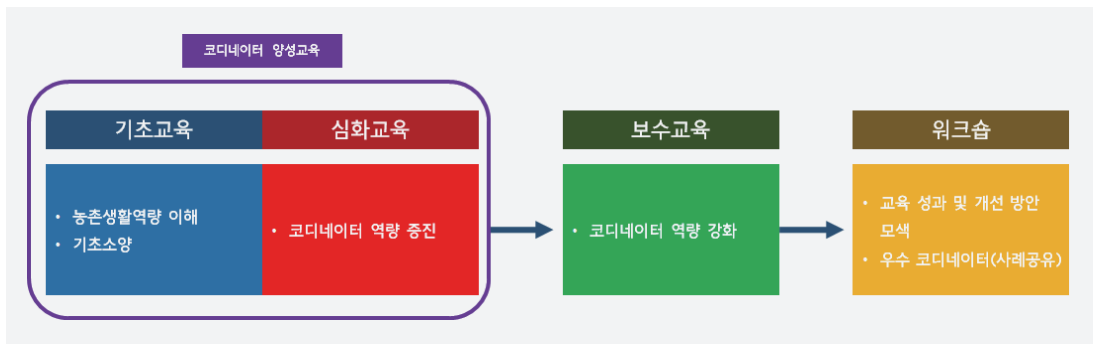 코디네이터 양성교육
기초교육
심화교육
보수교육
워크숍
• 농촌생활역량 이해
• 기초소양
• 코디네이터 역량 증진
• 코디네이터 역량 강화
• 교육 성과 및 개선 방안
모색
• 우수 코디네이터(사례공유)